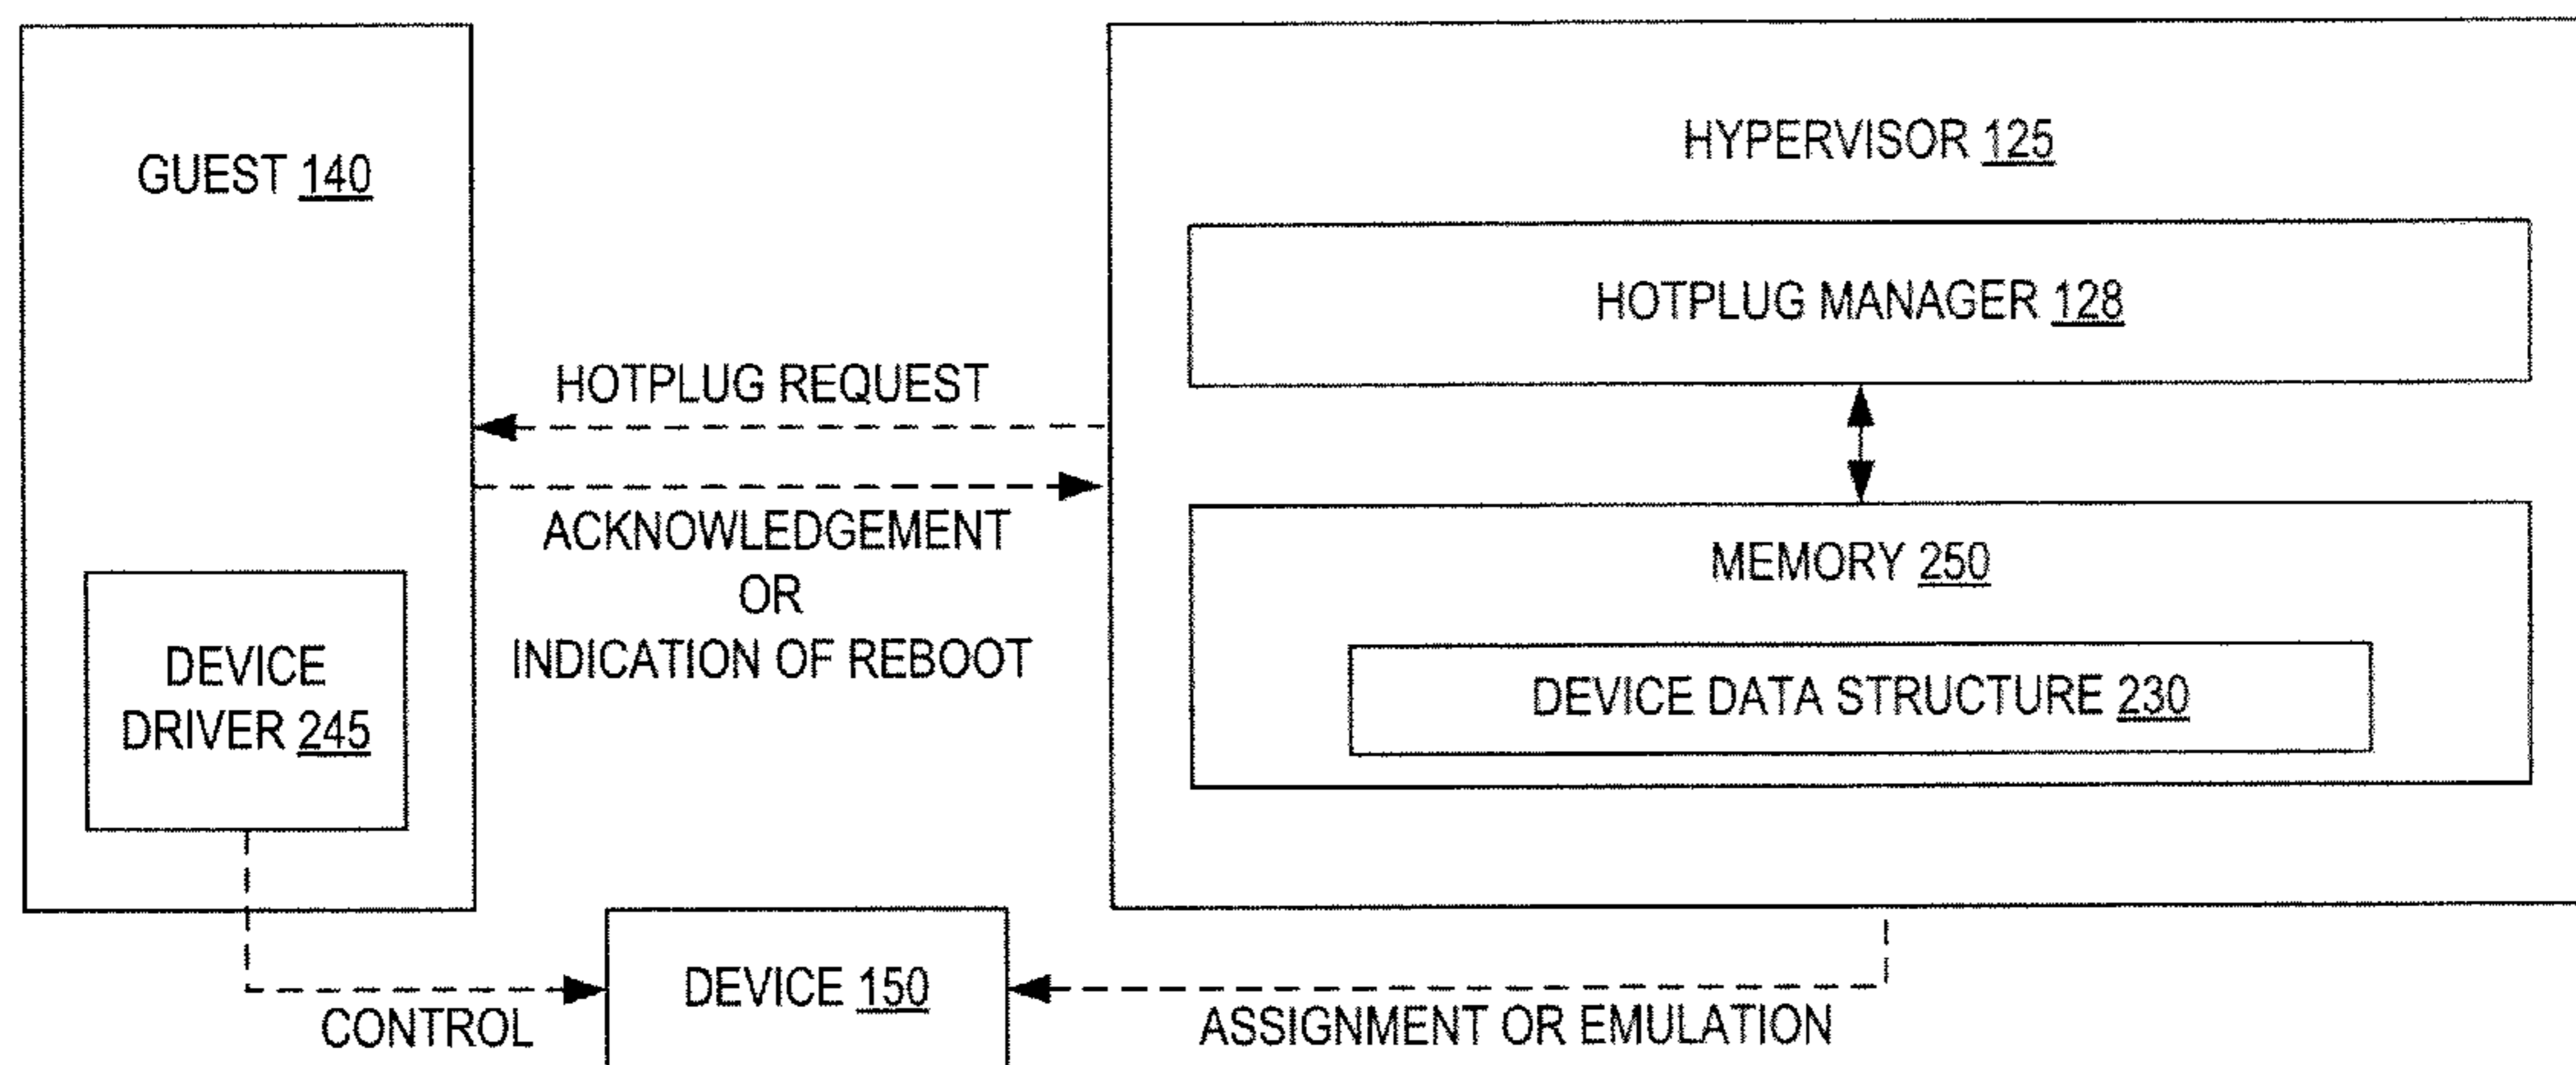 GUEST 140
DEVICE
DRIVER 245
HOTPLUG REQUEST
ACKNOWLEDGEMENT
OR
INDICATION OF REBOOT
HYPERVISOR 125
HOTPLUG MANAGER 128
MEMORY 250
DEVICE DATA STRUCTURE 230
CONTROL
DEVICE 150
ASSIGNMENT OR EMULATION